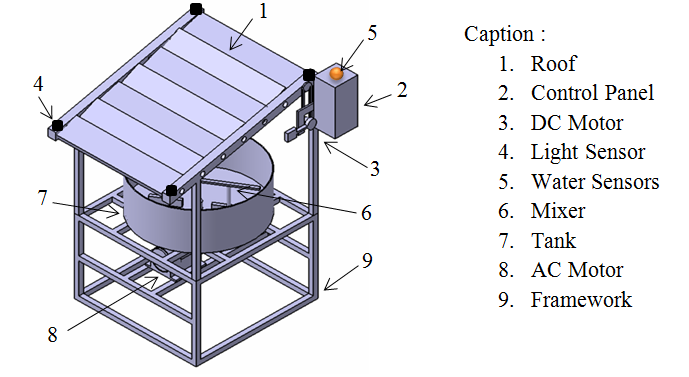 1
5
4
2
3
7
6
9
8
Caption :
1. Roof
2. Control Panel
3. DC Motor
4. Light Sensor
5. Water Sensors
6. Mixer
7. Tank
8. AC Motor
9. Framework